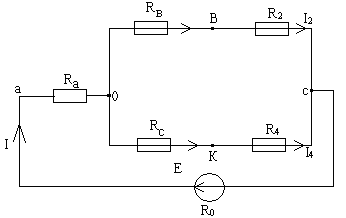 R_B B R_2 I_2
a R_a 0 c
I R_c K R_4 I_4
E
R_0